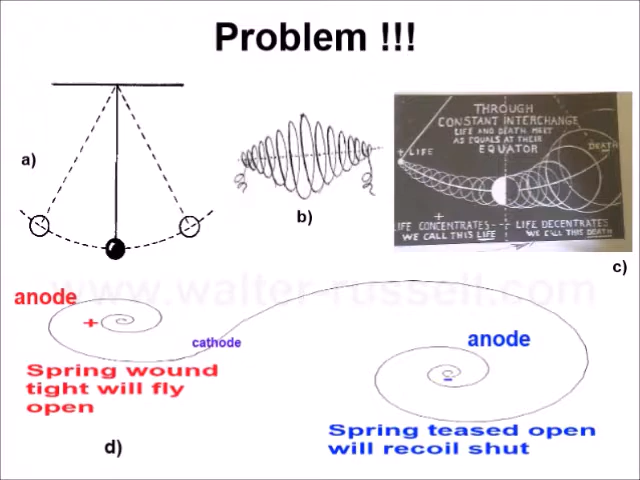 Problem !!!
a)
b)
THROUGH
CONSTANT INTERCHANGE
LIFE AND DEATH MEET
AS EQUALS AT THEIR
EQUATOR
+ LIFE
DEATH
-
+
LIFE CONCENTRATES - - LIFE DECENTRATES
WE CALL THIS LIFE WE CALL THIS DEATH
c)
www.walter-russell.com
anode
+
cathode
anode
-
Spring wound
tight will fly
open
Spring teased open
will recoil shut
d)